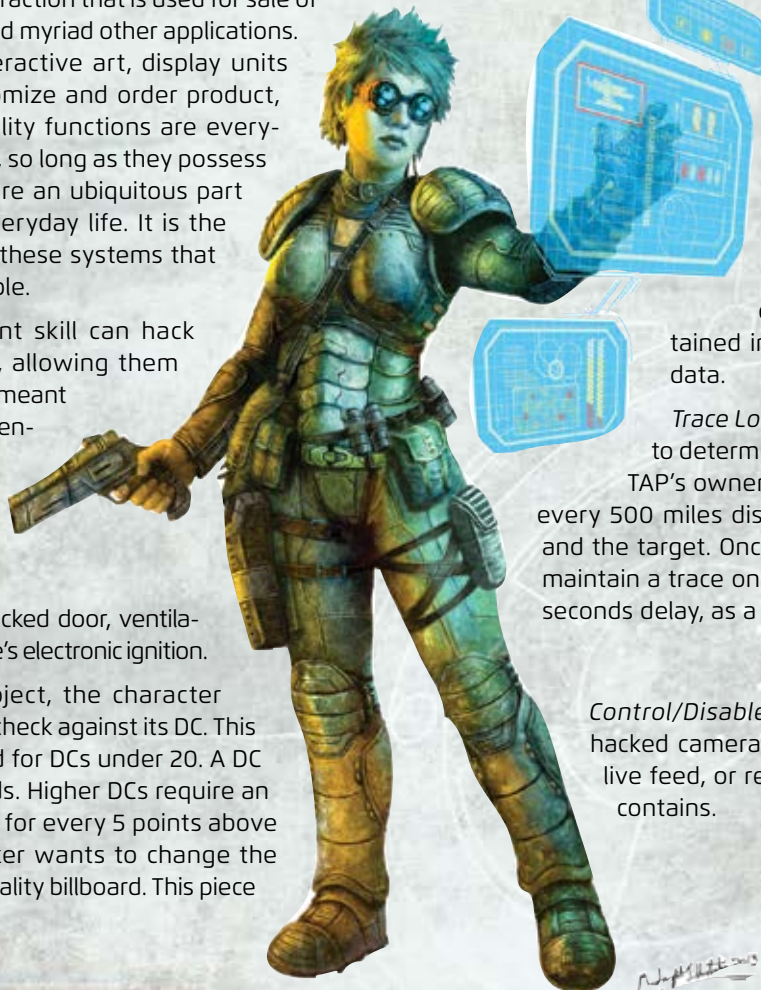 raction that is used for sale of
d myriad other applications.
eractive art, display units
omize and order product,
ality functions are every-
, so long as they possess
re an ubiquitous part
eryday life. It is the
these systems that
ole.
nt skill can hack
, allowing them
meant
en-
cked door, ventila-
e's electronic ignition.
oject, the character
check against its DC. This
d for DCs under 20. A DC
ds. Higher DCs require an
for every 5 points above
ter wants to change the
ality billboard. This piece
tained in
data.
Trace Lo
to determ
TAP's owner
every 500 miles dis
and the target. Onc
maintain a trace on
seconds delay, as a
Control/Disable
hacked camera
live feed, or re
contains.